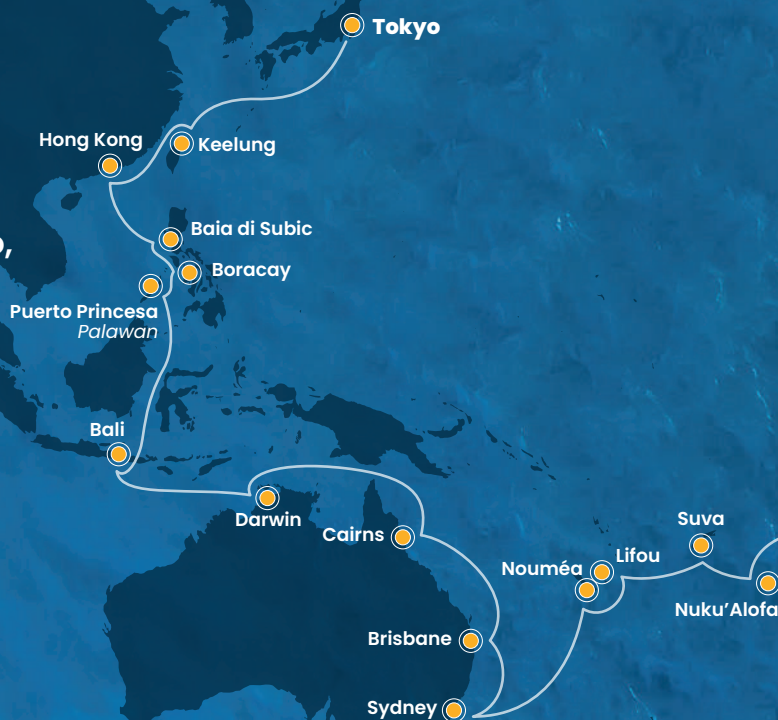 Tokyo
Hong Kong
Keelung
Baia di Subic
Boracay
Puerto Princesa
Palawan
Bali
Darwin
Cairns
Suva
Lifou
Nouméa
Nuku’Alofa
Brisbane
Sydney